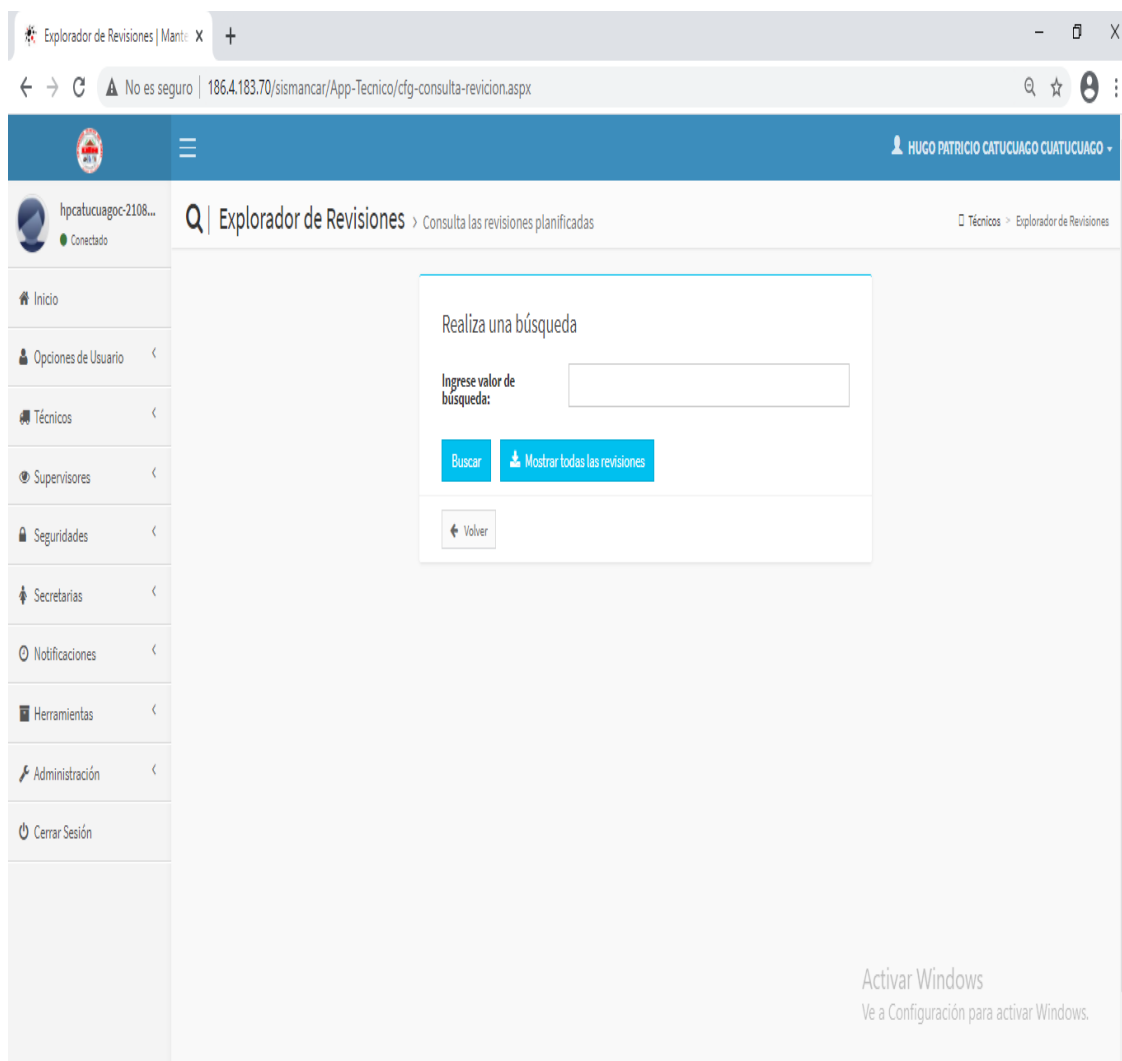 Explorador de Revisiones | Mante
No es seguro | 186.4.183.70/sismancar/App-Tecnico/cfg-consulta-revicion.aspx
HUGO PATRICIO CATUCUAGO CUATUCUAGO
hpcatucuagoc-2108...
Conectado
Explorador de Revisiones > Consulta las revisiones planificadas
Técnicos > Explorador de Revisiones
Inicio
Opciones de Usuario
Técnicos
Supervisores
Seguridades
Secretarias
Notificaciones
Herramientas
Administración
Cerrar Sesión
Realiza una búsqueda
Ingrese valor de
búsqueda:
Buscar
Mostrar todas las revisiones
Volver
Activar Windows
Ve a Configuración para activar Windows.